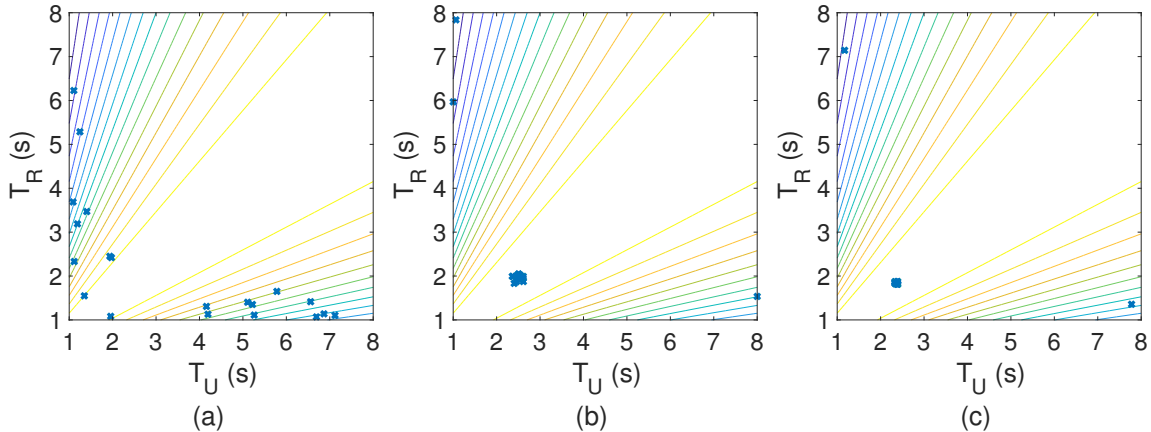 8 8 8
7 7 7
6 6 6
5 5 5
T_R (s) T_R (s) T_R (s)
4 4 4
3 3 3
2 2 2
1 1 1
1 2 3 4 5 6 7 8 1 2 3 4 5 6 7 8 1 2 3 4 5 6 7 8
T_U (s) T_U (s) T_U (s)
(a) (b) (c)